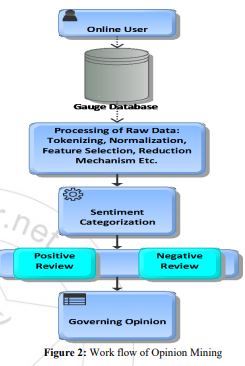 Online User
Gauge Database
Processing of Raw Data:
Tokenizing, Normalization,
Feature Selection, Reduction
Mechanism Etc.
Sentiment
Categorization
Positive
Review
Negative
Review
Governing Opinion
Figure 2: Work flow of Opinion Mining